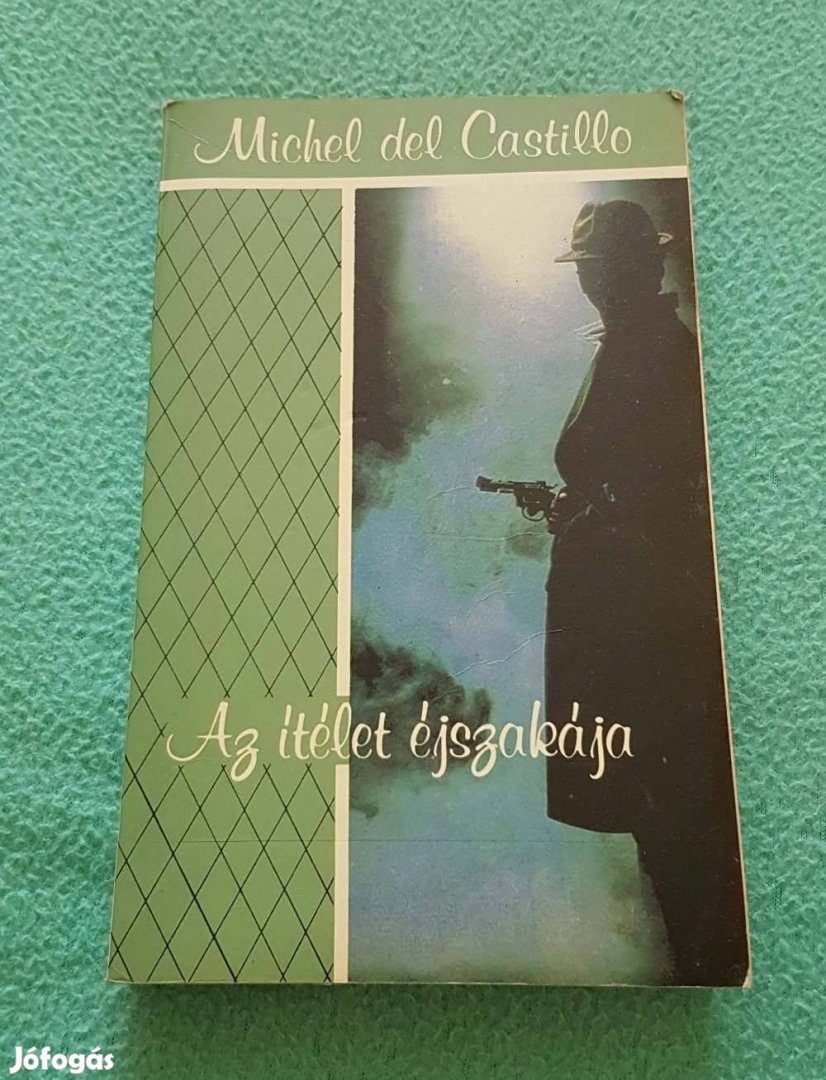 Michel del Castillo
Az ítélet éjszakája
Jófogás